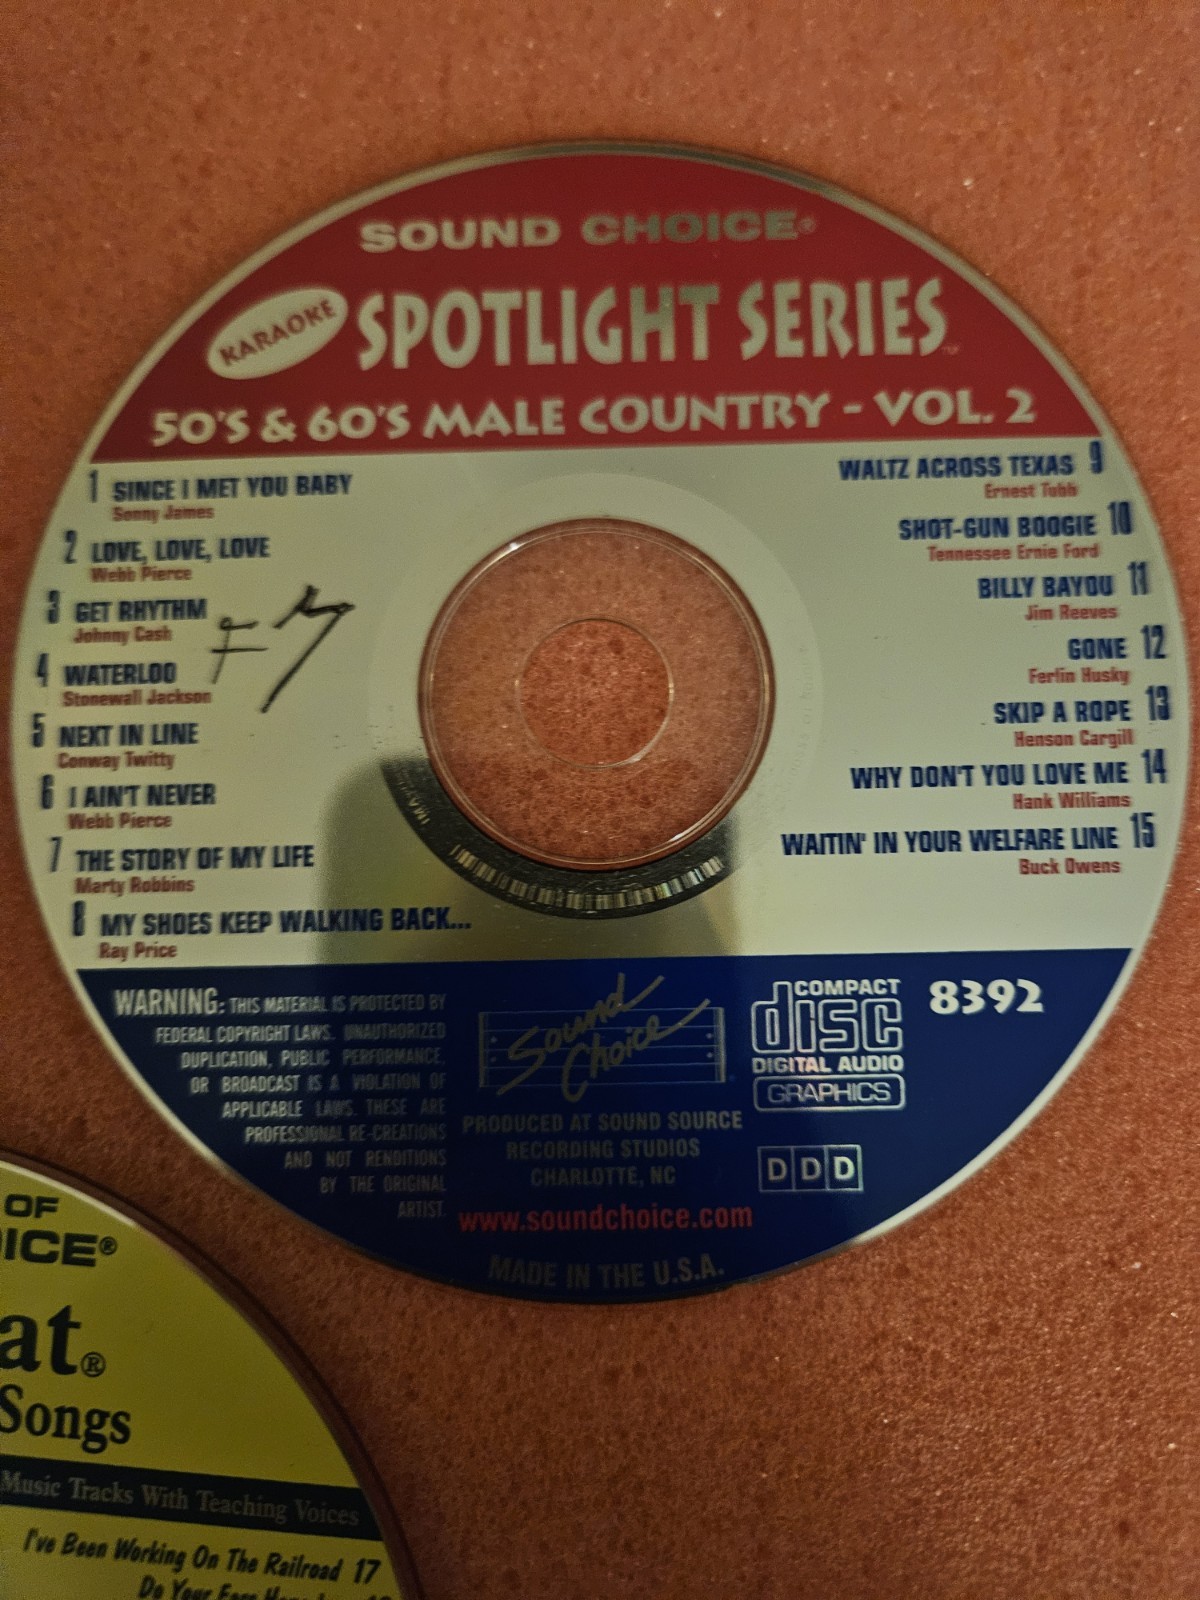 SOUND CHOICE®
KARAOKE
SPOTLIGHT SERIES™
50'S & 60'S MALE COUNTRY - VOL. 2
1 SINCE I MET YOU BABY
Sonny James
2 LOVE, LOVE, LOVE
Webb Pierce
3 GET RHYTHM
Johnny Cash
4 WATERLOO
Stonewall Jackson
5 NEXT IN LINE
Conway Twitty
6 I AIN'T NEVER
Webb Pierce
7 THE STORY OF MY LIFE
Marty Robbins
8 MY SHOES KEEP WALKING BACK...
Ray Price
WALTZ ACROSS TEXAS 9
Ernest Tubb
SHOT-GUN BOOGIE 10
Tennessee Ernie Ford
BILLY BAYOU 11
Jim Reeves
GONE 12
Ferlin Husky
SKIP A ROPE 13
Henson Cargill
WHY DON'T YOU LOVE ME 14
Hank Williams
WAITIN' IN YOUR WELFARE LINE 15
Buck Owens
WARNING: THIS MATERIAL IS PROTECTED BY
FEDERAL COPYRIGHT LAWS. UNAUTHORIZED
DUPLICATION, PUBLIC PERFORMANCE,
OR BROADCAST IS A VIOLATION OF
APPLICABLE LAWS. THESE ARE
PROFESSIONAL RE-CREATIONS
AND NOT RENDITIONS
BY THE ORIGINAL
ARTIST.
Sound
Choice
PRODUCED AT SOUND SOURCE
RECORDING STUDIOS
CHARLOTTE, NC
www.soundchoice.com
MADE IN THE U.S.A.
COMPACT
disc
DIGITAL AUDIO
GRAPHICS
DDD
8392
OF
ICE®
at®
Songs
Music Tracks With Teaching Voices
I've Been Working On The Railroad 17
Do Your Ears